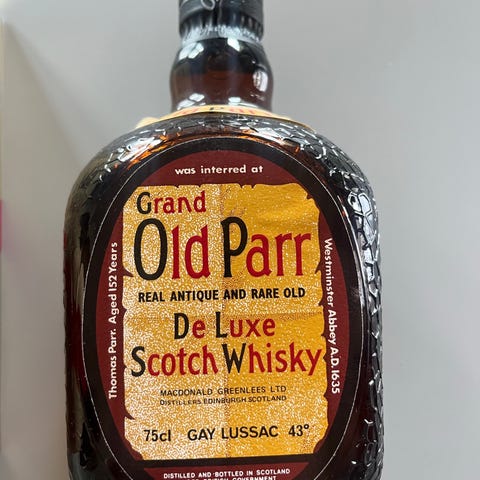 was interred at
Grand
Old Parr
REAL ANTIQUE AND RARE OLD
De Luxe
Scotch Whisky
MACDONALD GREENLEES LTD
DISTILLERS EDINBURGH SCOTLAND
75cl GAY LUSSAC 43°
Thomas Parr. Aged 152 Years
Westminster Abbey A.D. 1635
DISTILLED AND BOTTLED IN SCOTLAND
BRITISH GOVERNMENT